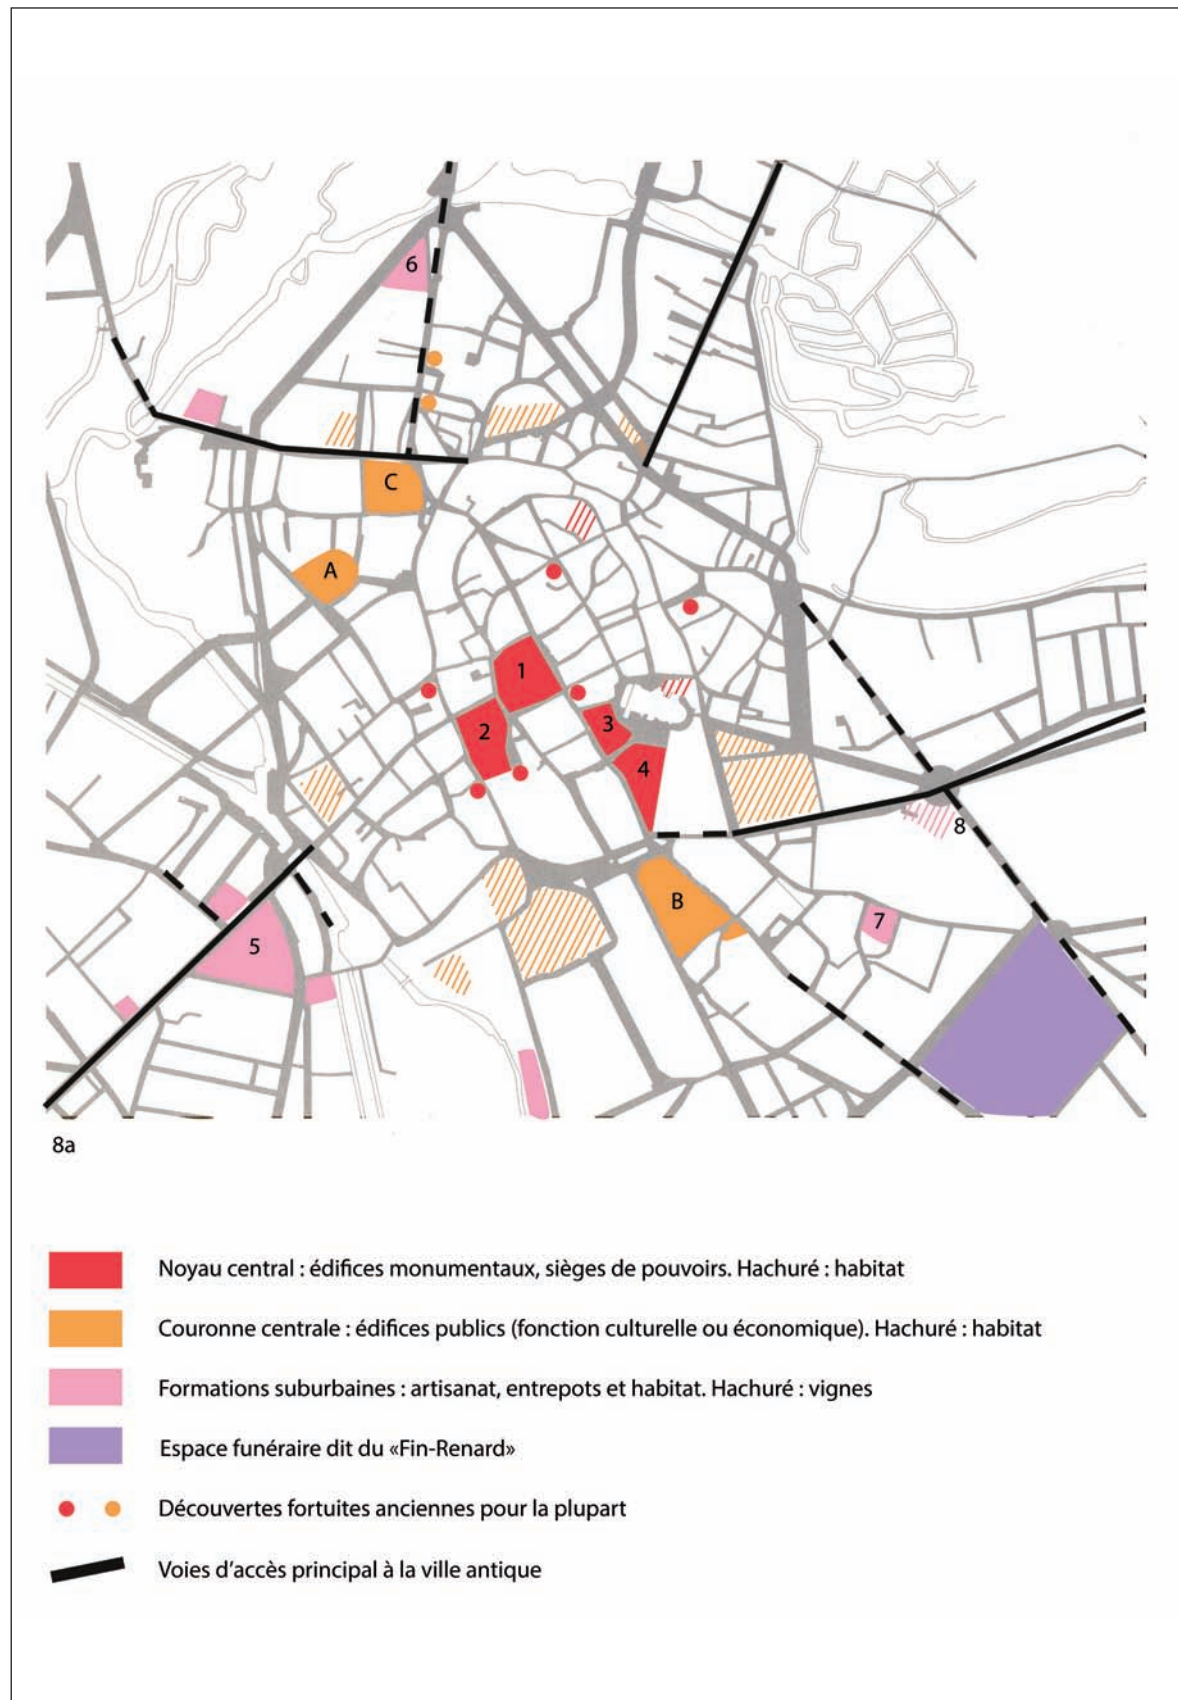 6
C
A
1
2
3
4
8
B
7
5
8a
Noyau central : édifices monumentaux, sièges de pouvoirs. Hachuré : habitat
Couronne centrale : édifices publics (fonction culturelle ou économique). Hachuré : habitat
Formations suburbaines : artisanat, entrepots et habitat. Hachuré : vignes
Espace funéraire dit du «Fin-Renard»
Découvertes fortuites anciennes pour la plupart
Voies d'accès principal à la ville antique